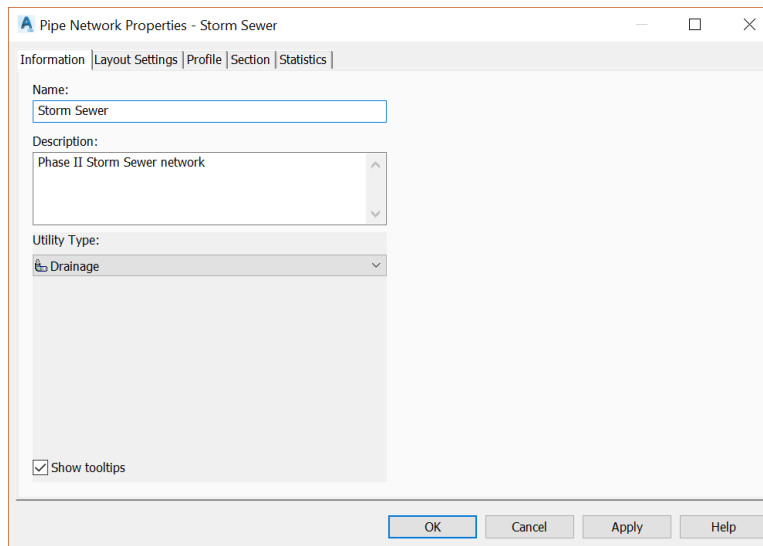 Pipe Network Properties - Storm Sewer
Information Layout Settings Profile Section Statistics
Name:
Storm Sewer
Description:
Phase II Storm Sewer network
Utility Type:
Drainage
Show tooltips
OK Cancel Apply Help